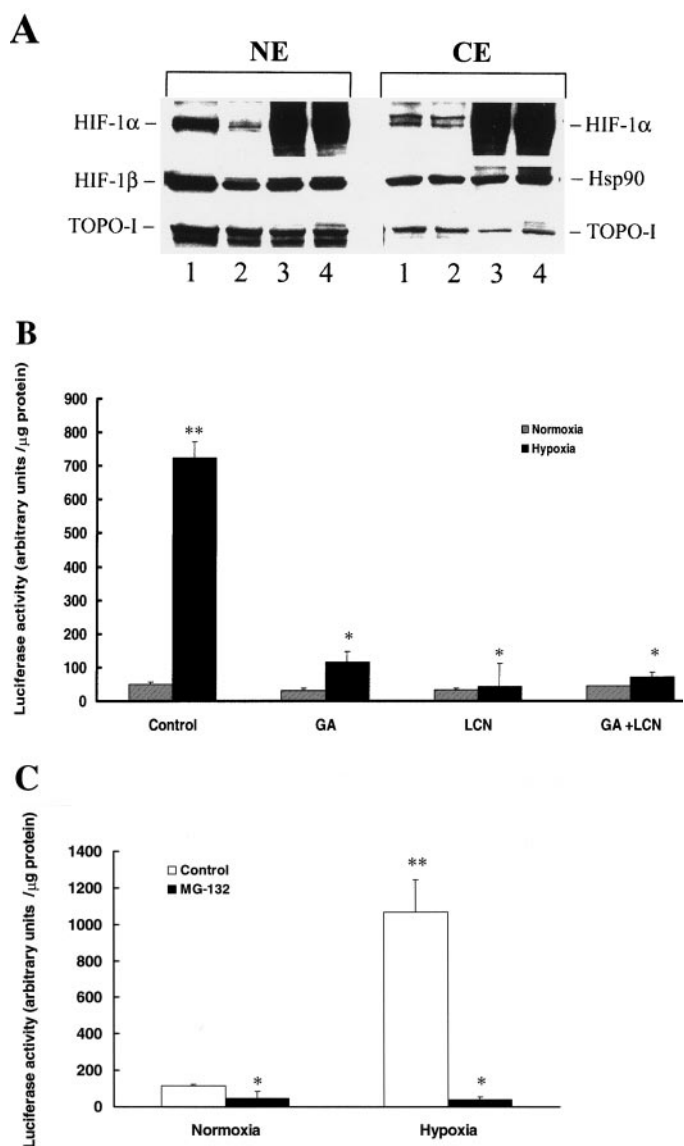 A
NE CE
HIF-1α – – HIF-1α
HIF-1β – – Hsp90
TOPO-I – – TOPO-I
1 2 3 4 1 2 3 4
B
Luciferase activity (arbitrary units /µg protein)
900
800
700
600
500
400
300
200
100
0
Normoxia
Hypoxia
**
*
*
*
Control GA LCN GA +LCN
C
Luciferase activity (arbitrary units /µg protein)
1400
1200
1000
800
600
400
200
0
Control
MG-132
**
*
*
Normoxia Hypoxia